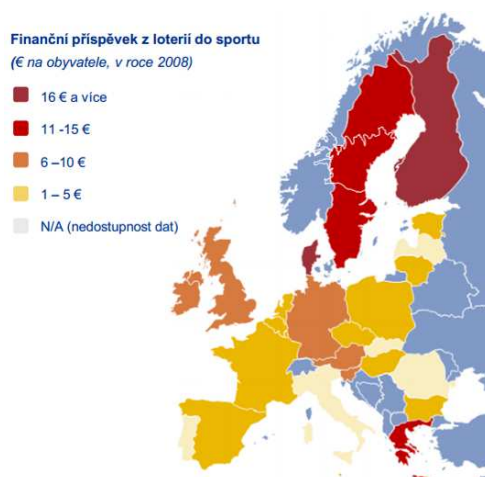 Finanční příspěvek z loterií do sportu
(€ na obyvatele, v roce 2008)
16 € a více
11 -15 €
6 –10 €
1 – 5 €
N/A (nedostupnost dat)